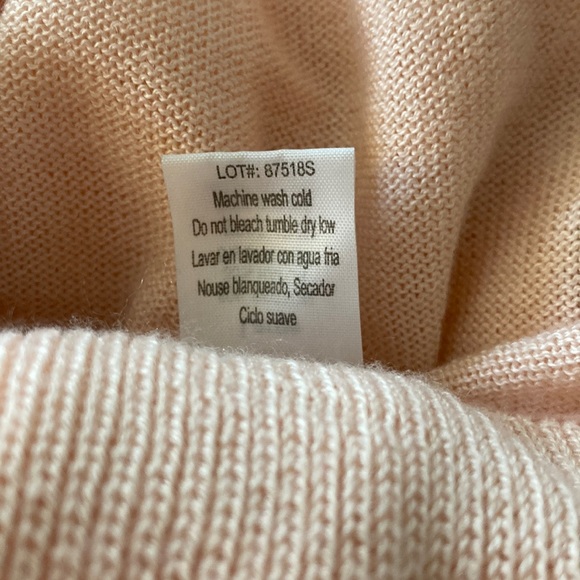 LOT#: 87518S
Machine wash cold
Do not bleach tumble dry low
Lavar en lavador con agua fria
Nouse blanqueado, Secador
Ciclo suave